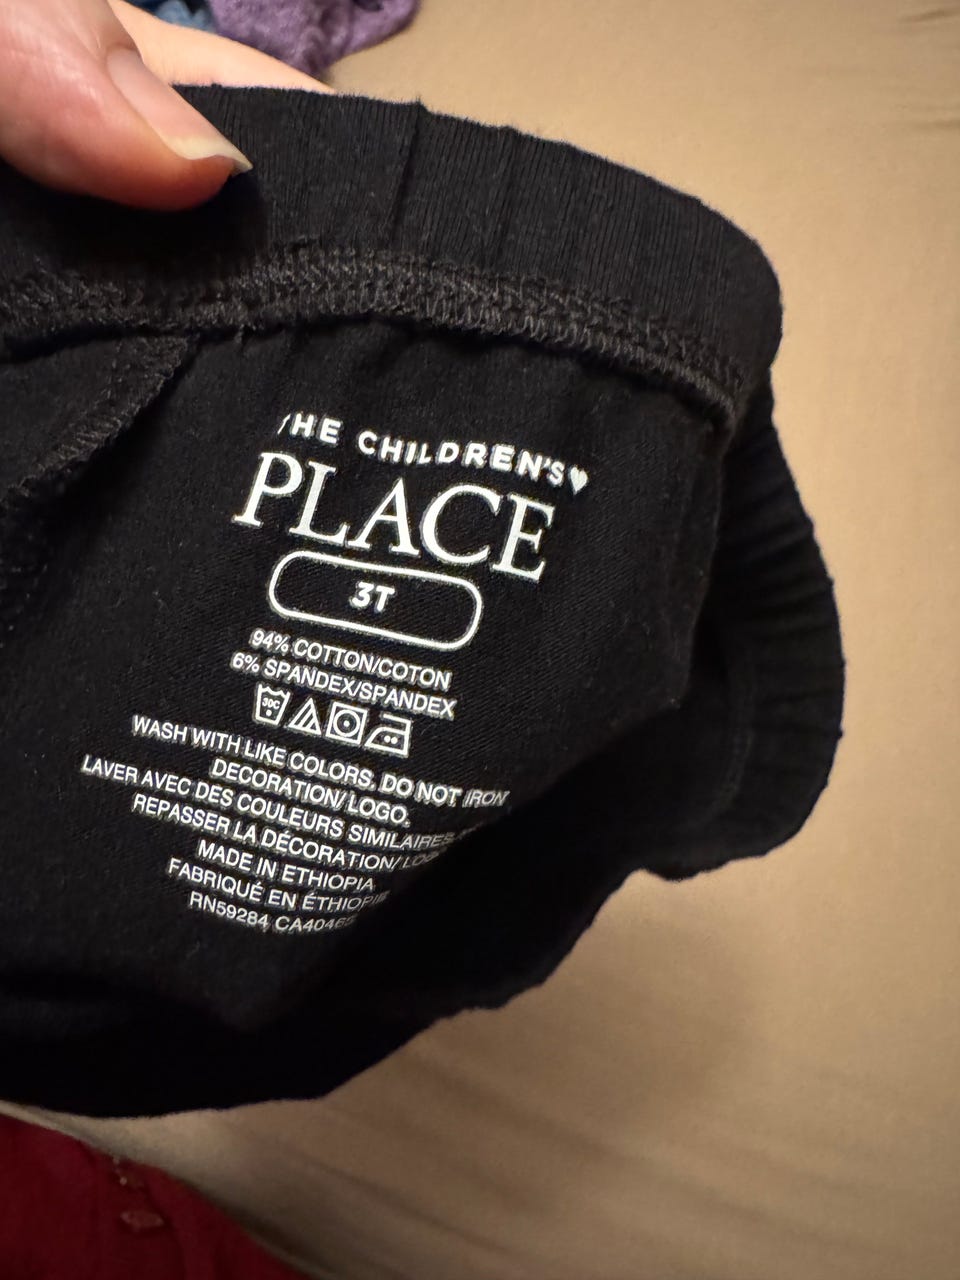 THE CHILDREN'S
PLACE
3T
94% COTTON/COTON
6% SPANDEX/SPANDEX
30C
WASH WITH LIKE COLORS, DO NOT IRON
DECORATION/ LOGO.
LAVER AVEC DES COULEURS SIMILAIRES
REPASSER LA DÉCORATION/
MADE IN ETHIOPIA
FABRIQUÉ EN ÉTHIOPIE
RN59284